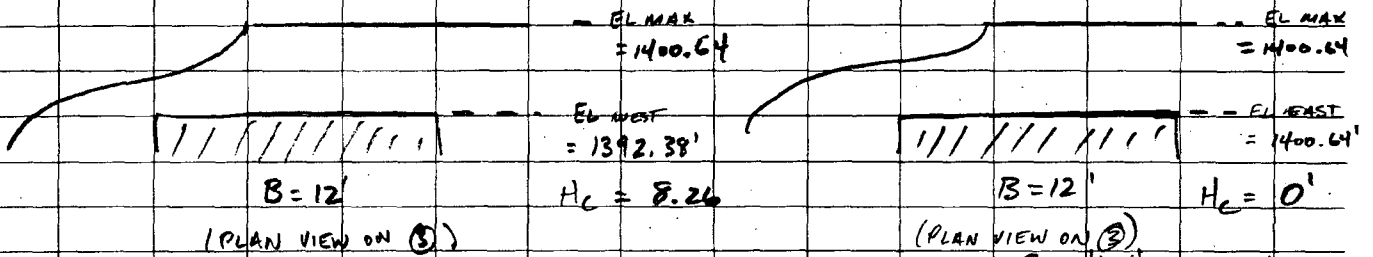 EL MAX
= 1400.64
EL WEST
= 1392.38'
B = 12'
Hc = 8.26
(PLAN VIEW ON ③)
EL MAX
= 1400.64
EL EAST
= 1400.64'
B = 12'
Hc = 0'
(PLAN VIEW ON ③)